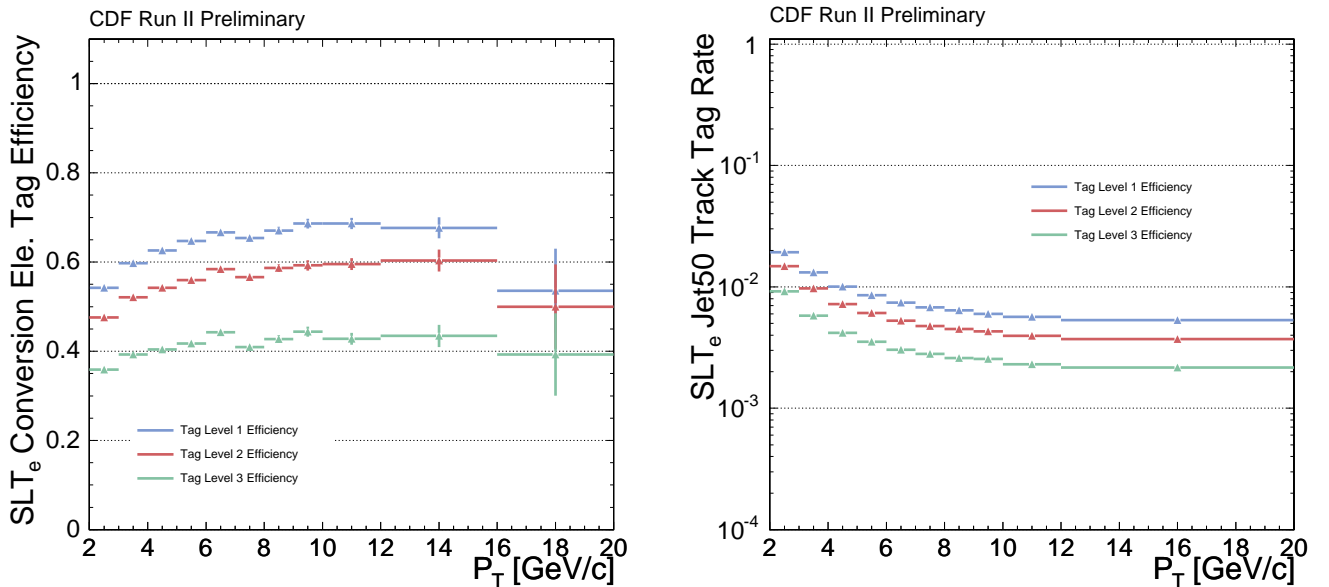 CDF Run II Preliminary
SLTe Conversion Ele. Tag Efficiency
1
0.8
0.6
0.4
0.2
0
Tag Level 1 Efficiency
Tag Level 2 Efficiency
Tag Level 3 Efficiency
2 4 6 8 10 12 14 16 18 20
PT [GeV/c]
CDF Run II Preliminary
SLTe Jet50 Track Tag Rate
1
10-1
10-2
10-3
10-4
Tag Level 1 Efficiency
Tag Level 2 Efficiency
Tag Level 3 Efficiency
2 4 6 8 10 12 14 16 18 20
PT [GeV/c]